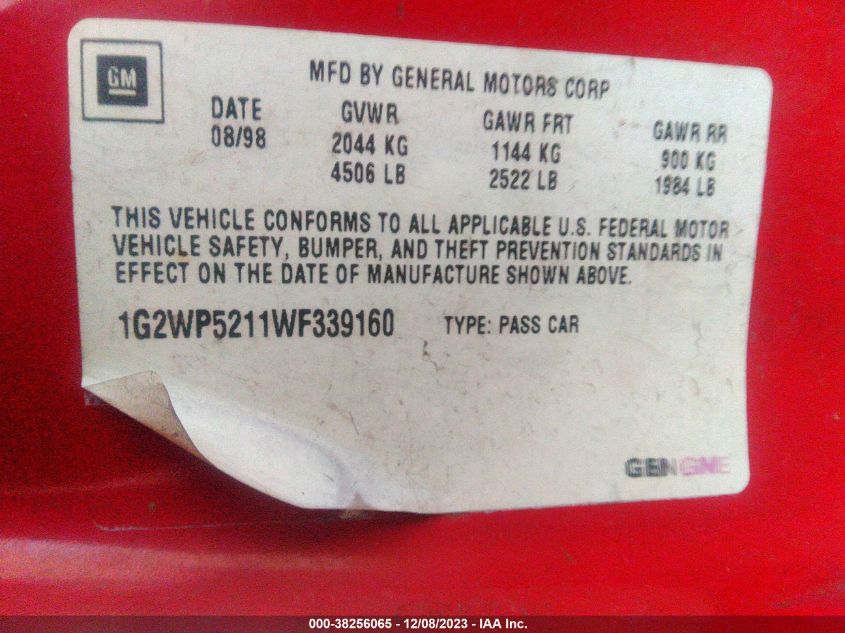 GM
MFD BY GENERAL MOTORS CORP
DATE GVWR GAWR FRT GAWR RR
08/98 2044 KG 1144 KG 900 KG
4506 LB 2522 LB 1984 LB
THIS VEHICLE CONFORMS TO ALL APPLICABLE U.S. FEDERAL MOTOR
VEHICLE SAFETY, BUMPER, AND THEFT PREVENTION STANDARDS IN
EFFECT ON THE DATE OF MANUFACTURE SHOWN ABOVE.
1G2WP5211WF339160 TYPE: PASS CAR
GEN GME
000-38256065 - 12/08/2023 - IAA Inc.